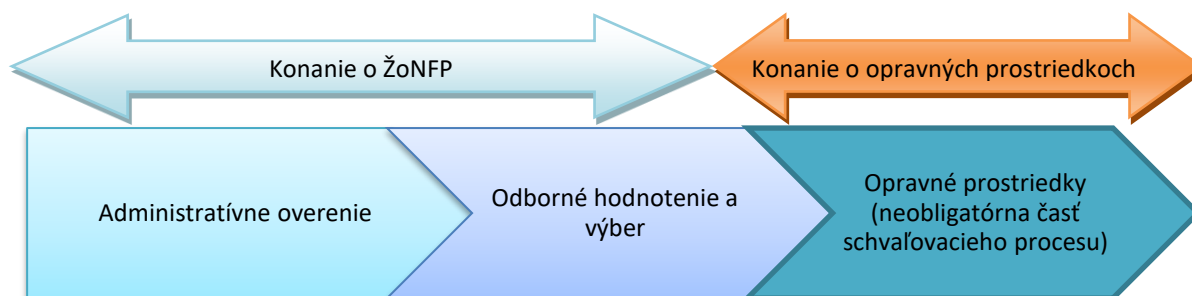 Konanie o ŽoNFP
Konanie o opravných prostriedkoch
Administratívne overenie
Odborné hodnotenie a
výber
Opravné prostriedky
(neobligatórna časť
schvaľovacieho procesu)